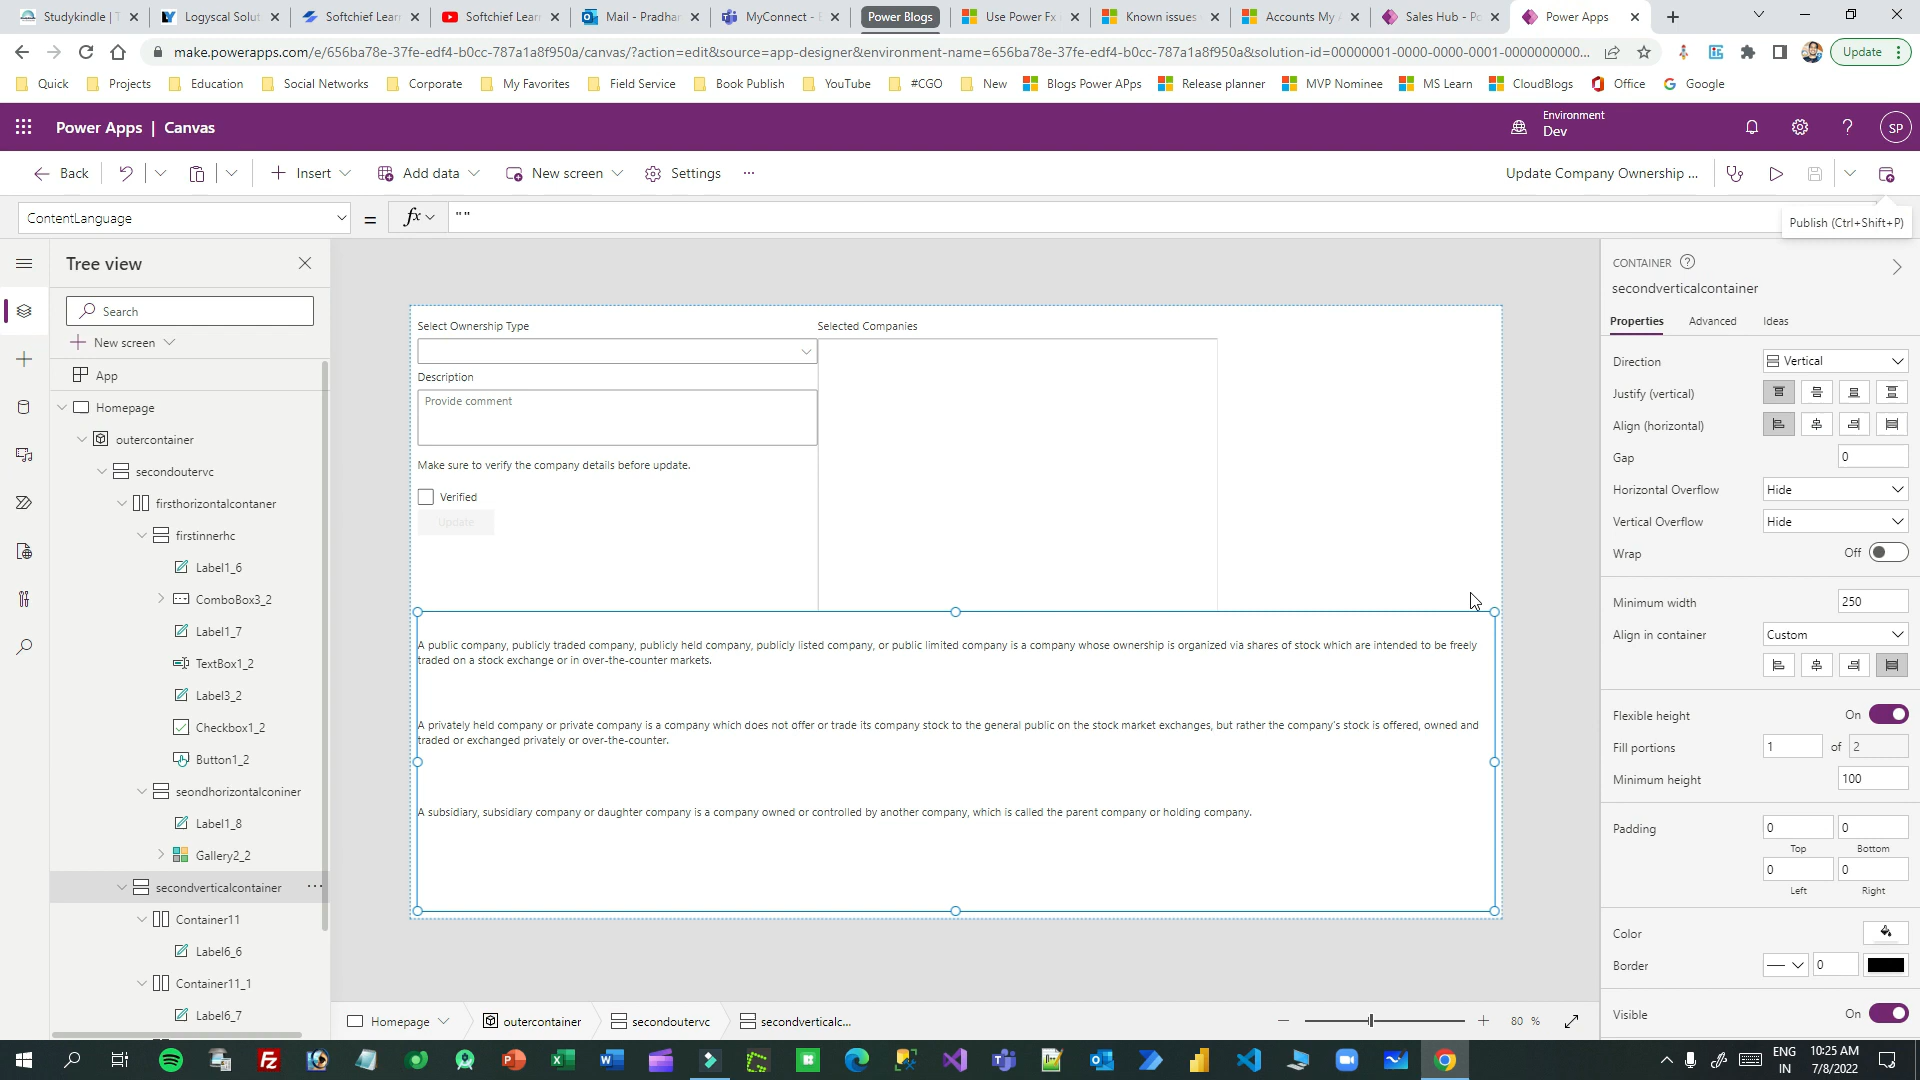 Studykindle | T
Logyscal Solut
Softchief Lear
Softchief Lear
Mail - Pradha
MyConnect - E
Power Blogs
Use Power Fx
Known issues
Accounts My
Sales Hub - Po
Power Apps
make.powerapps.com/e/656ba78e-37fe-edf4-b0cc-787a1a8f950a/canvas/?action=edit&source=app-designer&environment-name=656ba78e-37fe-edf4-b0cc-787a1a8f950a&solution-id=00000001-0000-0000-0001-0000000000...
Update
Quick
Projects
Education
Social Networks
Corporate
My Favorites
Field Service
Book Publish
YouTube
#CGO
New
Blogs Power APps
Release planner
MVP Nominee
MS Learn
CloudBlogs
Office
Google
Power Apps | Canvas
Environment
Dev
SP
Back
Insert
Add data
New screen
Settings
Update Company Ownership ...
ContentLanguage
=
fx
""
Publish (Ctrl+Shift+P)
Tree view
Search
New screen
App
Homepage
outercontainer
secondoutervc
firsthorizontalcontaner
firstinnerhc
Label1_6
ComboBox3_2
Label1_7
TextBox1_2
Label3_2
Checkbox1_2
Button1_2
seondhorizontalconiner
Label1_8
Gallery2_2
secondverticalcontainer
Container11
Label6_6
Container11_1
Label6_7
Select Ownership Type
Selected Companies
Description
Provide comment
Make sure to verify the company details before update.
Verified
Update
A public company, publicly traded company, publicly held company, publicly listed company, or public limited company is a company whose ownership is organized via shares of stock which are intended to be freely
traded on a stock exchange or in over-the-counter markets.
A privately held company or private company is a company which does not offer or trade its company stock to the general public on the stock market exchanges, but rather the company's stock is offered, owned and
traded or exchanged privately or over-the-counter.
A subsidiary, subsidiary company or daughter company is a company owned or controlled by another company, which is called the parent company or holding company.
Homepage
outercontainer
secondoutervc
secondverticalc...
80 %
CONTAINER
secondverticalcontainer
Properties
Advanced
Ideas
Direction
Vertical
Justify (vertical)
Align (horizontal)
Gap
0
Horizontal Overflow
Hide
Vertical Overflow
Hide
Wrap
Off
Minimum width
250
Align in container
Custom
Flexible height
On
Fill portions
1 of 2
Minimum height
100
Padding
0 0
Top Bottom
0 0
Left Right
Color
Border
0
Visible
On
ENG
IN
10:25 AM
7/8/2022